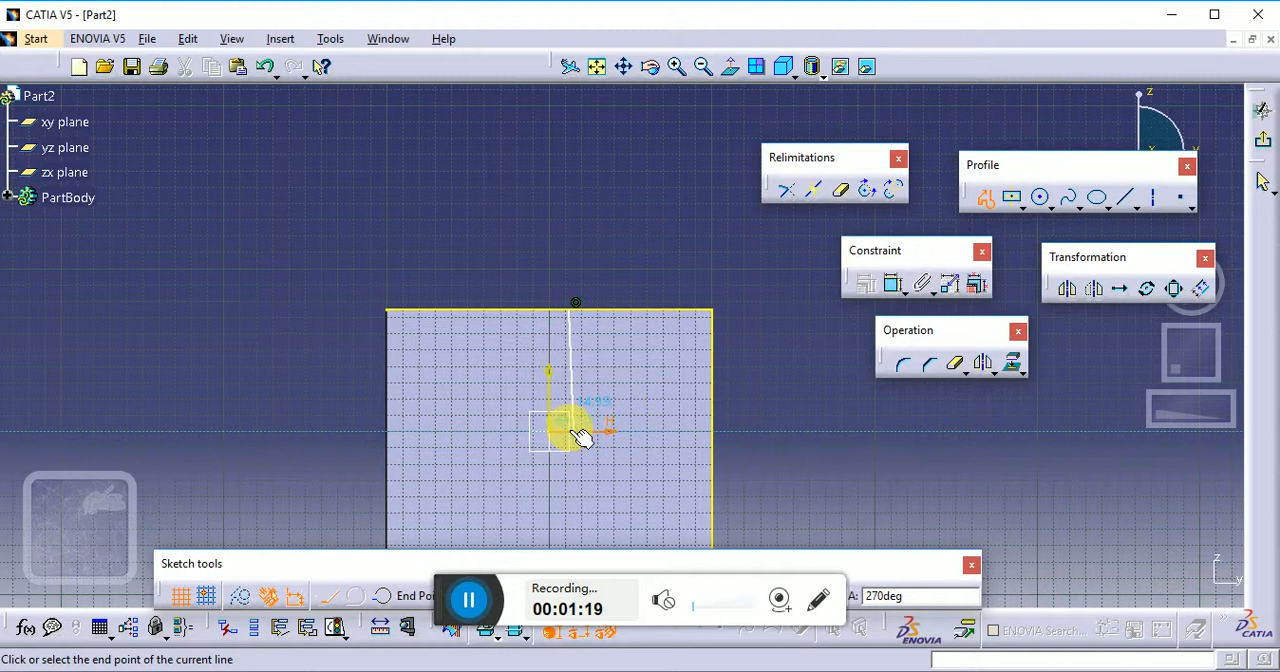 CATIA V5 - [Part2]
Start ENOVIA V5 File Edit View Insert Tools Window Help
Part2
xy plane
yz plane
zx plane
PartBody
z
Relimitations
Profile
Constraint
Transformation
Operation
H
Sketch tools
End Po
Recording...
00:01:19
A: 270deg
z
y
f(x)
ENOVIA
ENOVIA Search...
CATIA
Click or select the end point of the current line